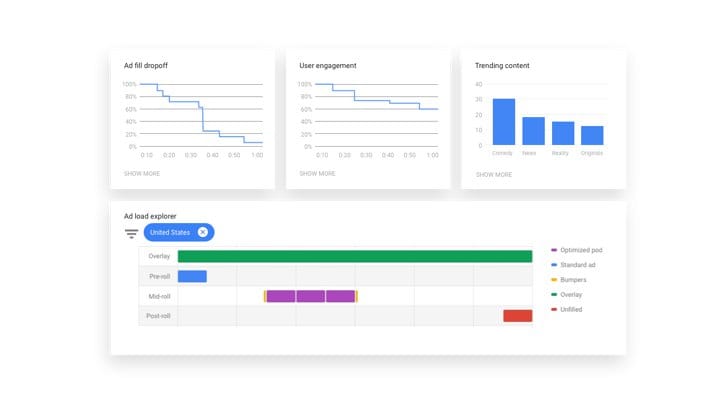 Ad fill dropoff
100%
80%
60%
40%
20%
0%
0:10 0:20 0:30 0:40 0:50 1:00
SHOW MORE
User engagement
100%
80%
60%
40%
20%
0%
0:10 0:20 0:30 0:40 0:50 1:00
SHOW MORE
Trending content
40
30
20
10
0
Comedy News Reality Originals
SHOW MORE
Ad load explorer
United States
Overlay
Pre-roll
Mid-roll
Post-roll
Optimized pod
Standard ad
Bumpers
Overlay
Unfilled